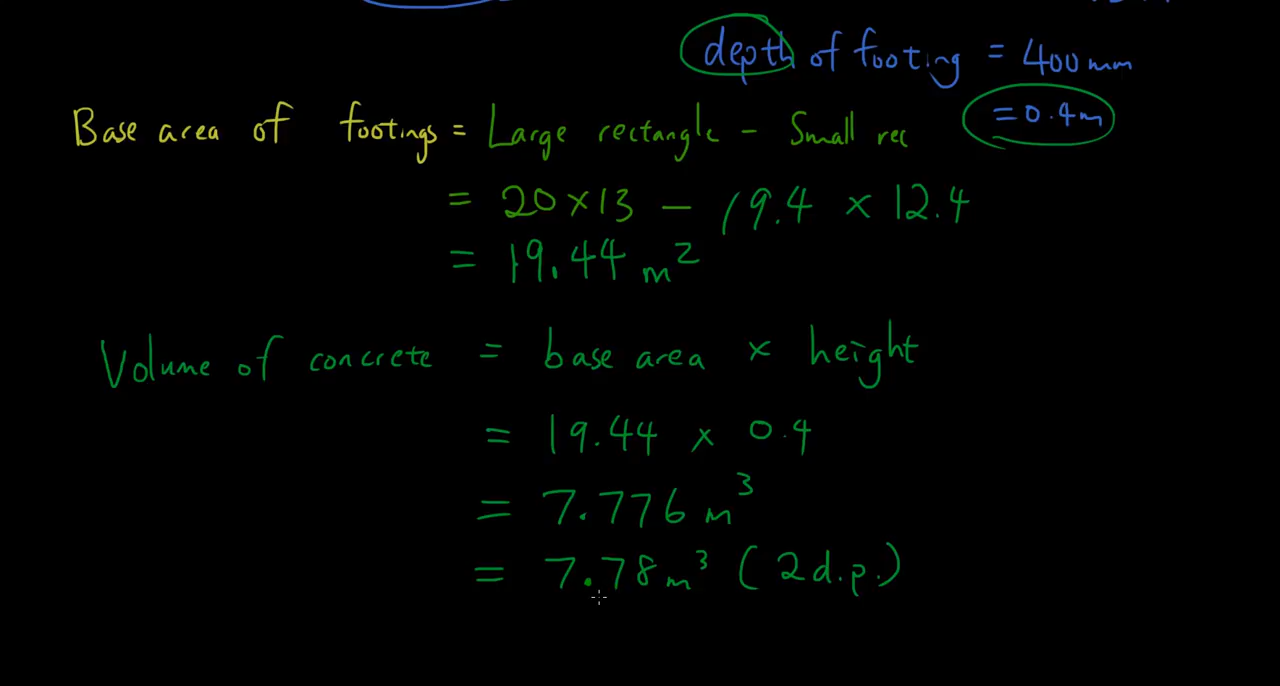 depth of footing = 400mm
= 0.4m
Base area of footings = Large rectangle - Small rec
= 20 × 13 - 19.4 × 12.4
= 19.44 m²
Volume of concrete = base area × height
= 19.44 × 0.4
= 7.776 m³
= 7.78 m³ (2 d.p.)